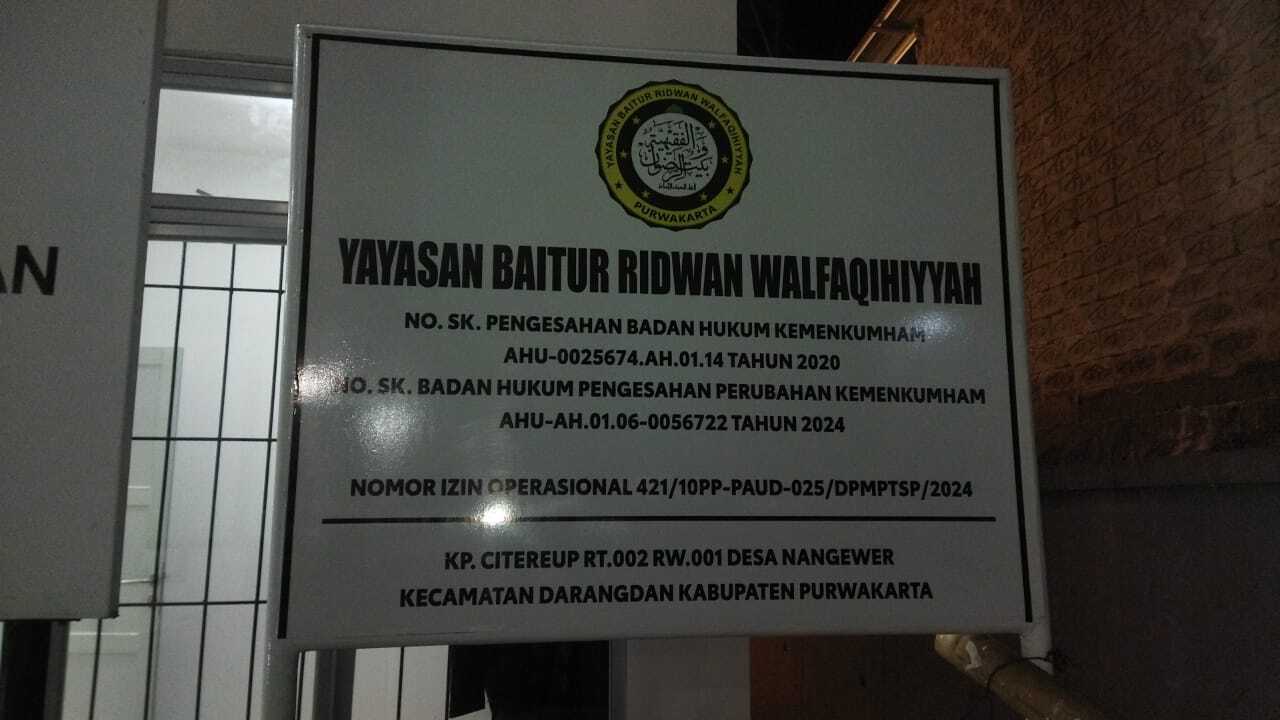 AN
YAYASAN BAITUR RIDWAN WALFAQIHIYYAH
PURWAKARTA
YAYASAN BAITUR RIDWAN WALFAQIHIYYAH
NO. SK. PENGESAHAN BADAN HUKUM KEMENKUMHAM
AHU-0025674.AH.01.14 TAHUN 2020
NO. SK. BADAN HUKUM PENGESAHAN PERUBAHAN KEMENKUMHAM
AHU-AH.01.06-0056722 TAHUN 2024
NOMOR IZIN OPERASIONAL 421/10PP-PAUD-025/DPMPTSP/2024
KP. CITEREUP RT.002 RW.001 DESA NANGEWER
KECAMATAN DARANGDAN KABUPATEN PURWAKARTA